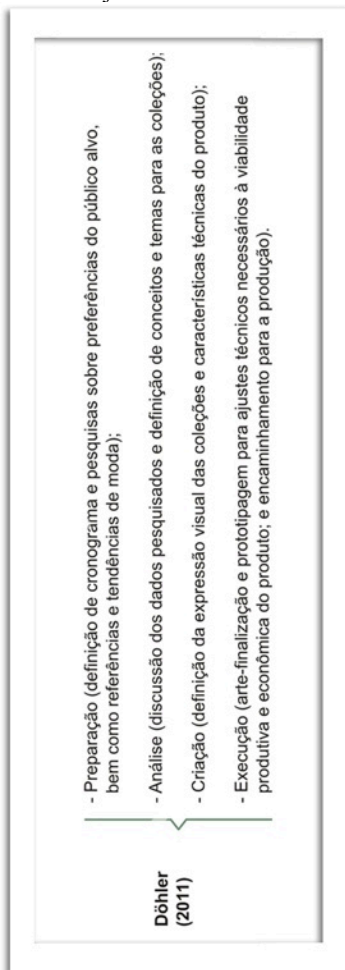 Döhler
(2011)
- Preparação (definição de cronograma e pesquisas sobre preferências do público alvo,
bem como referências e tendências de moda);
- Análise (discussão dos dados pesquisados e definição de conceitos e temas para as coleções);
- Criação (definição da expressão visual das coleções e características técnicas do produto);
- Execução (arte-finalização e prototipagem para ajustes técnicos necessários à viabilidade
produtiva e econômica do produto; e encaminhamento para a produção).